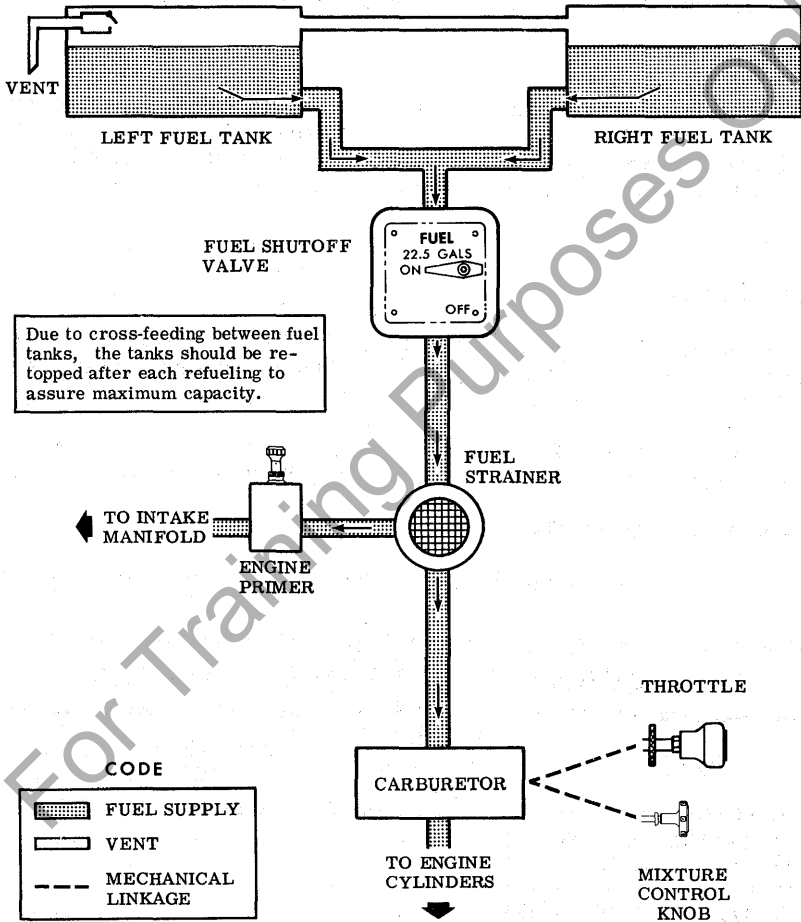 VENT
LEFT FUEL TANK
RIGHT FUEL TANK
FUEL SHUTOFF
VALVE
FUEL
22.5 GALS
ON
OFF
Due to cross-feeding between fuel
tanks, the tanks should be re-
topped after each refueling to
assure maximum capacity.
FUEL
STRAINER
TO INTAKE
MANIFOLD
ENGINE
PRIMER
THROTTLE
CARBURETOR
CODE
FUEL SUPPLY
VENT
MECHANICAL
LINKAGE
TO ENGINE
CYLINDERS
MIXTURE
CONTROL
KNOB
For Training Purposes Only